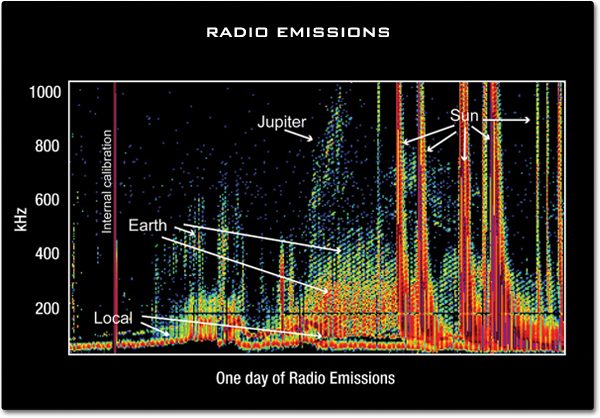 RADIO EMISSIONS
1000
800
600
400
200
kHz
Internal calibration
Jupiter
Sun
Earth
Local
One day of Radio Emissions